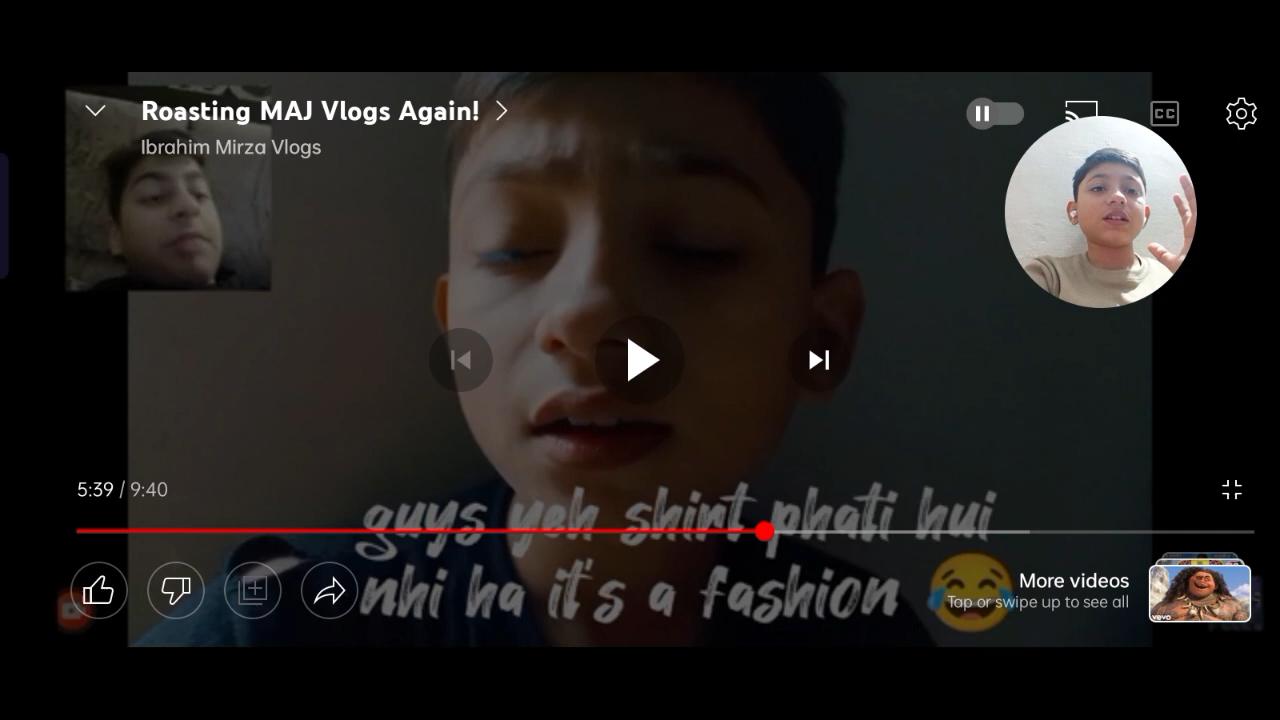 Roasting MAJ Vlogs Again!
Ibrahim Mirza Vlogs
CC
5:39 / 9:40
guys yeh shirt phati hui
nhi ha it's a fashion 😂
More videos
Tap or swipe up to see all
vevo